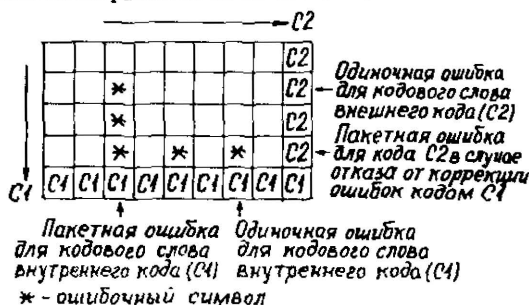 C2
C2
C2
C2
C2
C1 C1 C1 C1 C1 C1 C1 C1 C1
Одиночная ошибка
для кодового слова
внешнего кода (C2)
Пакетная ошибка
для кода C2 в случае
отказа от коррекции
ошибок кодом C1
Пакетная ошибка
для кодового слова
внутреннего кода (C1)
Одиночная ошибка
для кодового слова
внутреннего кода (C1)
* - ошибочный символ